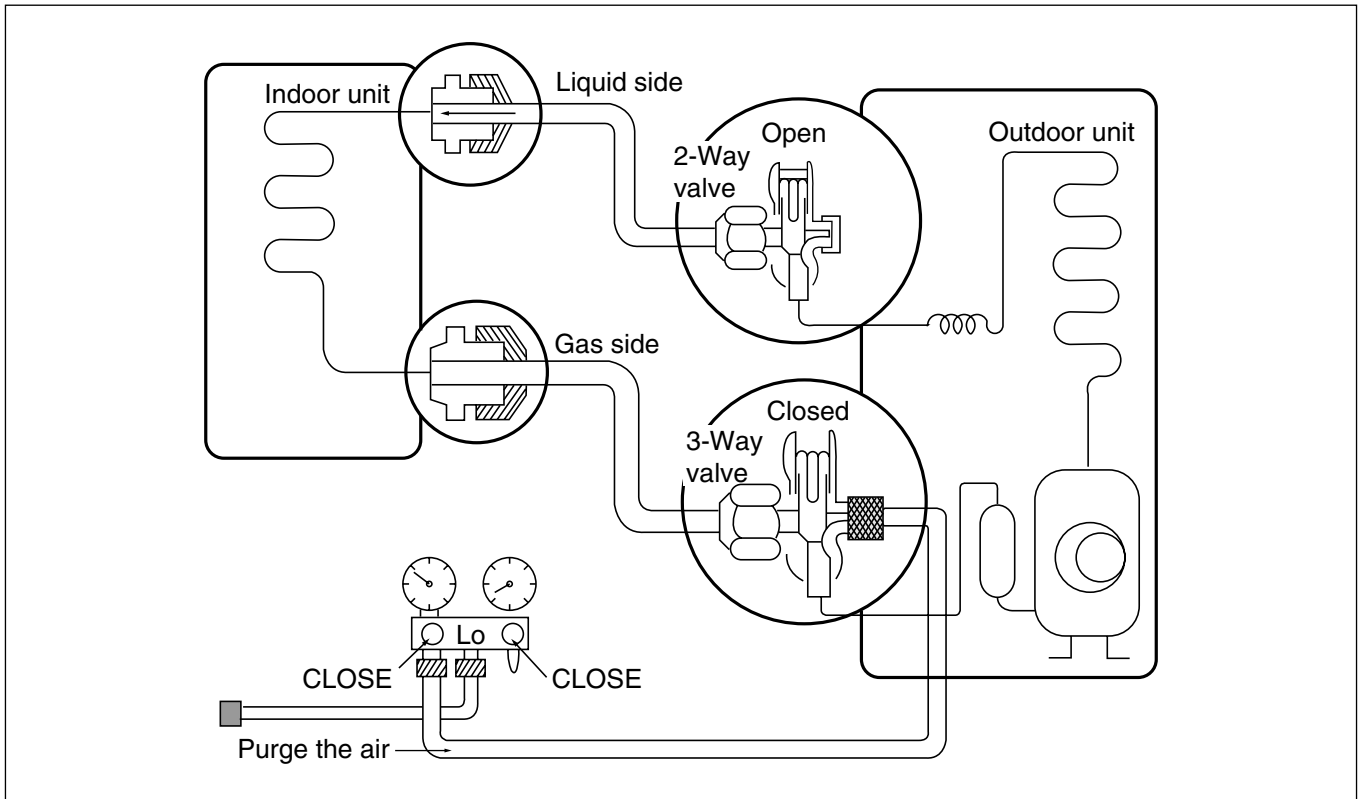 Indoor unit
Liquid side
Open
2-Way
valve
Outdoor unit
Gas side
Closed
3-Way
valve
Lo
CLOSE
CLOSE
Purge the air